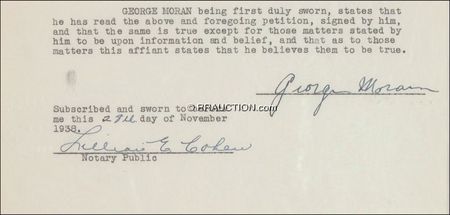 GEORGE MORAN being first duly sworn, states that
he has read the above and foregoing petition, signed by him,
and that the same is true except for those matters stated by
him to be upon information and belief, and that as to those
matters this affiant states that he believes them to be true.
George Moran
Subscribed and sworn to
RRAUCTION.com
me this day of November
1938.
Lillian E Cohen
Notary Public